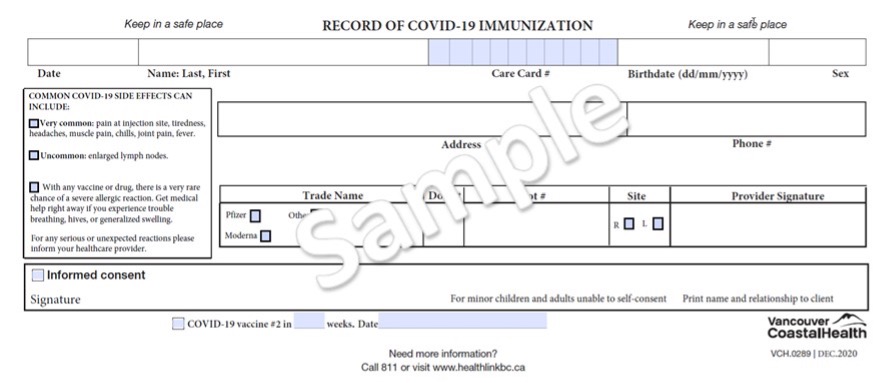 Keep in a safe place RECORD OF COVID-19 IMMUNIZATION Keep in a safe place
Date Name: Last, First Care Card # Birthdate (dd/mm/yyyy) Sex
COMMON COVID-19 SIDE EFFECTS CAN
INCLUDE:
Very common: pain at injection site, tiredness,
headaches, muscle pain, chills, joint pain, fever.
Uncommon: enlarged lymph nodes.
With any vaccine or drug, there is a very rare
chance of a severe allergic reaction. Get medical
help right away if you experience trouble
breathing, hives, or generalized swelling.
For any serious or unexpected reactions please
inform your healthcare provider.
Address Phone #
Trade Name # Site Provider Signature
Pfizer R L
Moderna
Sample
Informed consent
Signature For minor children and adults unable to self-consent Print name and relationship to client
COVID-19 vaccine #2 in weeks. Date
Vancouver
CoastalHealth
Need more information?
Call 811 or visit www.healthlinkbc.ca
VCH.0289 | DEC.2020